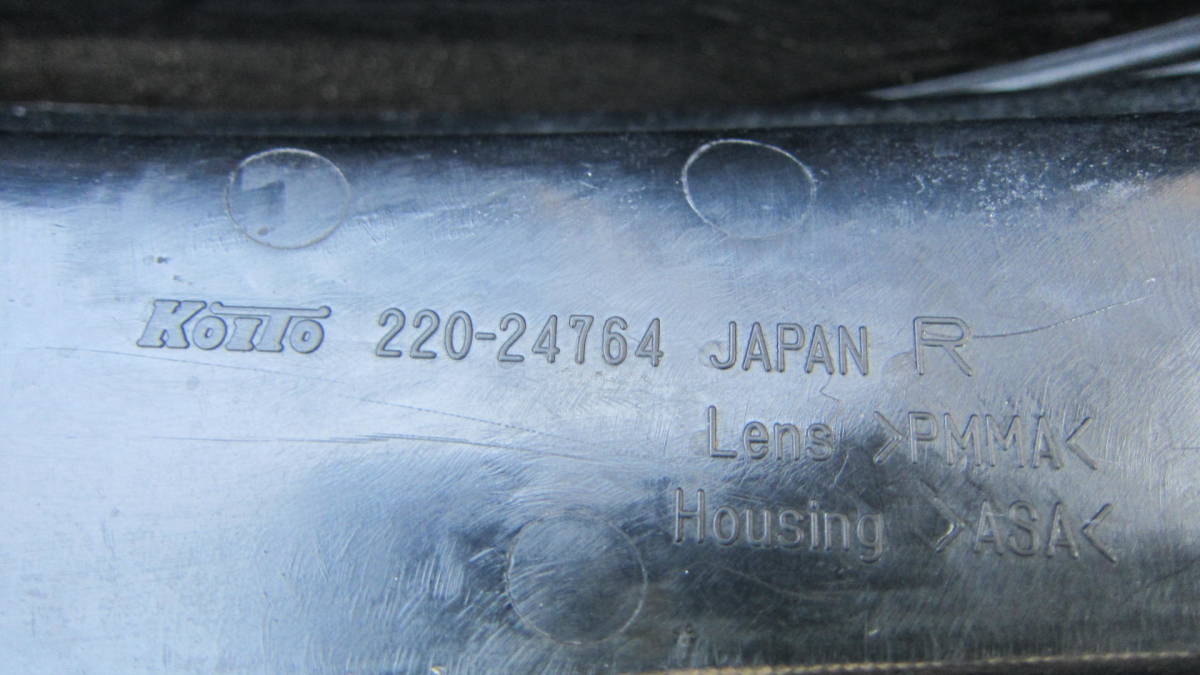 KOITO 220-24764 JAPAN R
Lens >PMMA<
Housing >ASA<